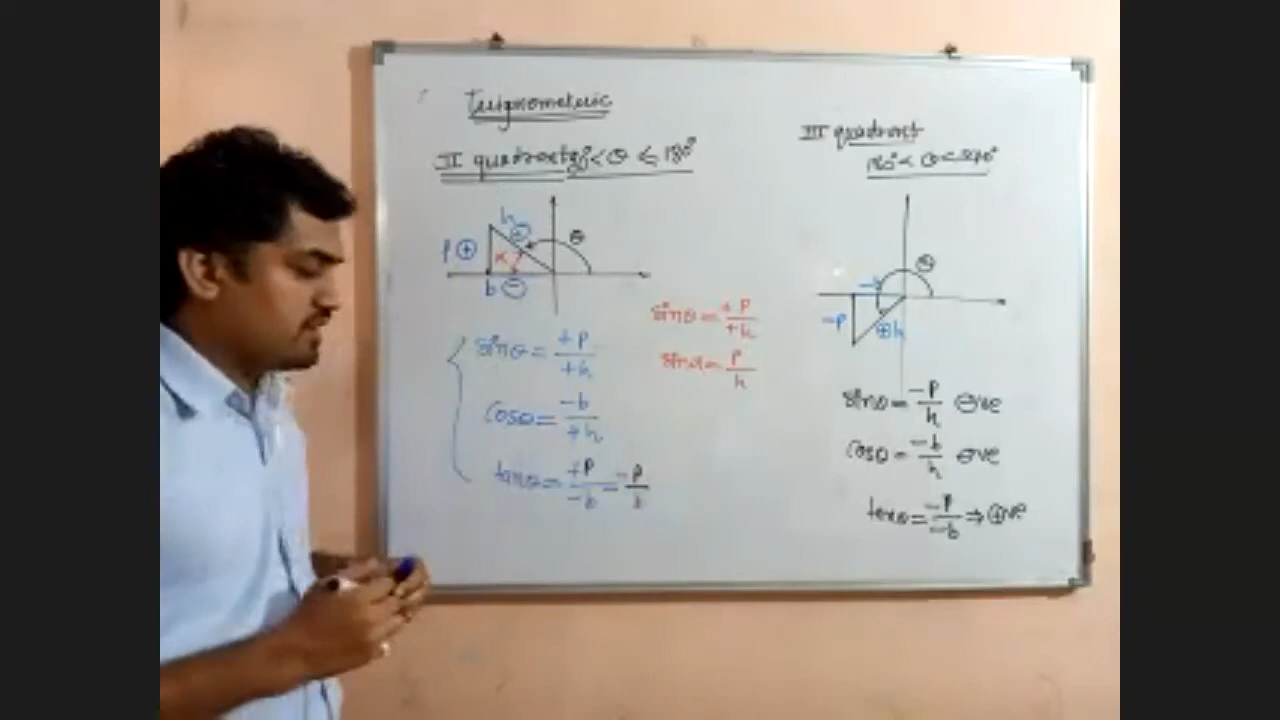 Trignometeric
II quadrant 90° < θ ≤ 180°
h ⊕
θ
p ⊕
α
b ⊖
sinθ = +P/+h
cosθ = -b/+h
tanθ = +P/-b = -P/b
sinθ = +P/+h
sinα = P/h
III quadrant
180° < θ < 270°
θ
-P
⊕h
sinθ = -P/h ⊖ve
cosθ = -b/h ⊖ve
tanθ = -P/-b ⇒ ⊕ve